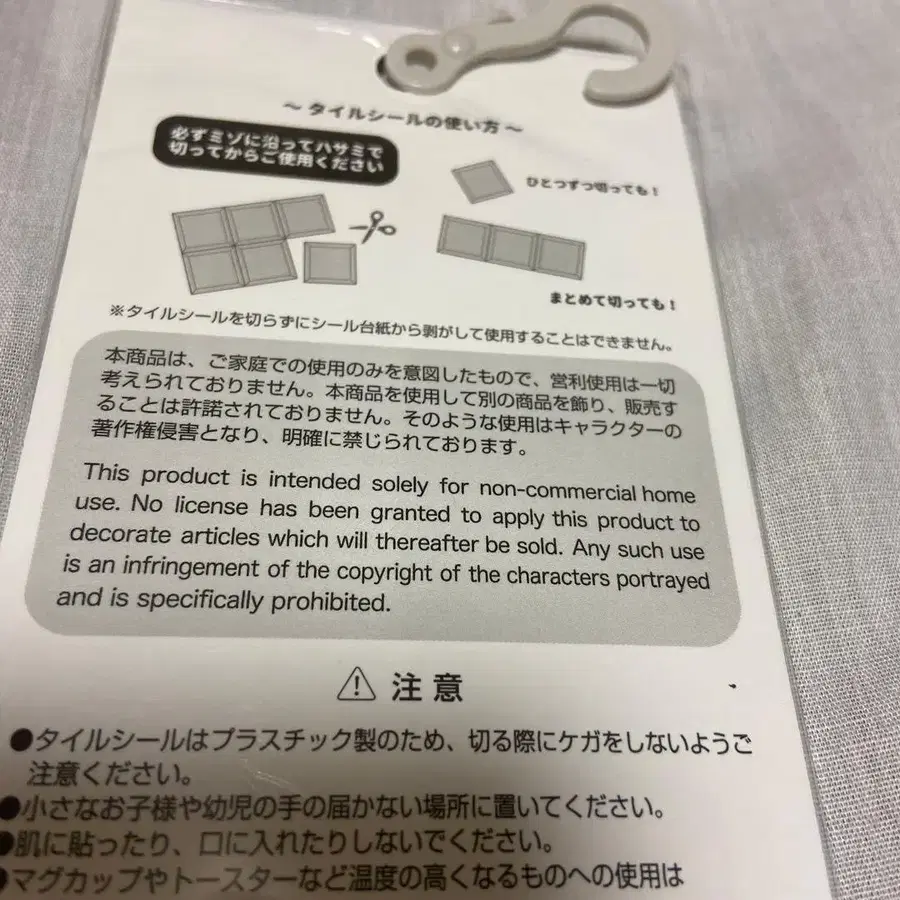 ～タイルシールの使い方～
必ずミゾに沿ってハサミで
切ってからご使用ください
ひとつずつ切っても！
まとめて切っても！
※タイルシールを切らずにシール台紙から剥がして使用することはできません。
本商品は、ご家庭での使用のみを意図したもので、営利使用は一切
考えられておりません。本商品を使用して別の商品を飾り、販売す
ることは許諾されておりません。そのような使用はキャラクターの
著作権侵害となり、明確に禁じられております。
This product is intended solely for non-commercial home
use. No license has been granted to apply this product to
decorate articles which will thereafter be sold. Any such use
is an infringement of the copyright of the characters portrayed
and is specifically prohibited.
⚠ 注意
●タイルシールはプラスチック製のため、切る際にケガをしないようご
注意ください。
●小さなお子様や幼児の手の届かない場所に置いてください。
●肌に貼ったり、口に入れたりしないでください。
●マグカップやトースターなど温度の高くなるものへの使用は